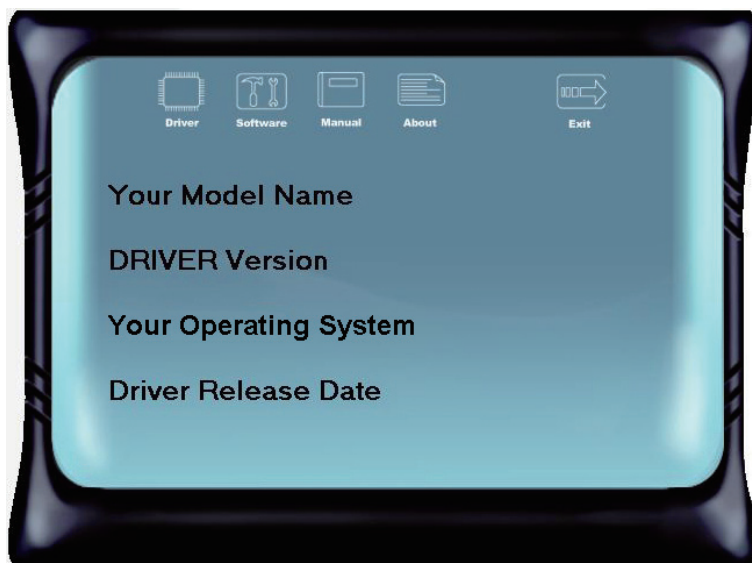 Driver Software Manual About Exit
Your Model Name
DRIVER Version
Your Operating System
Driver Release Date